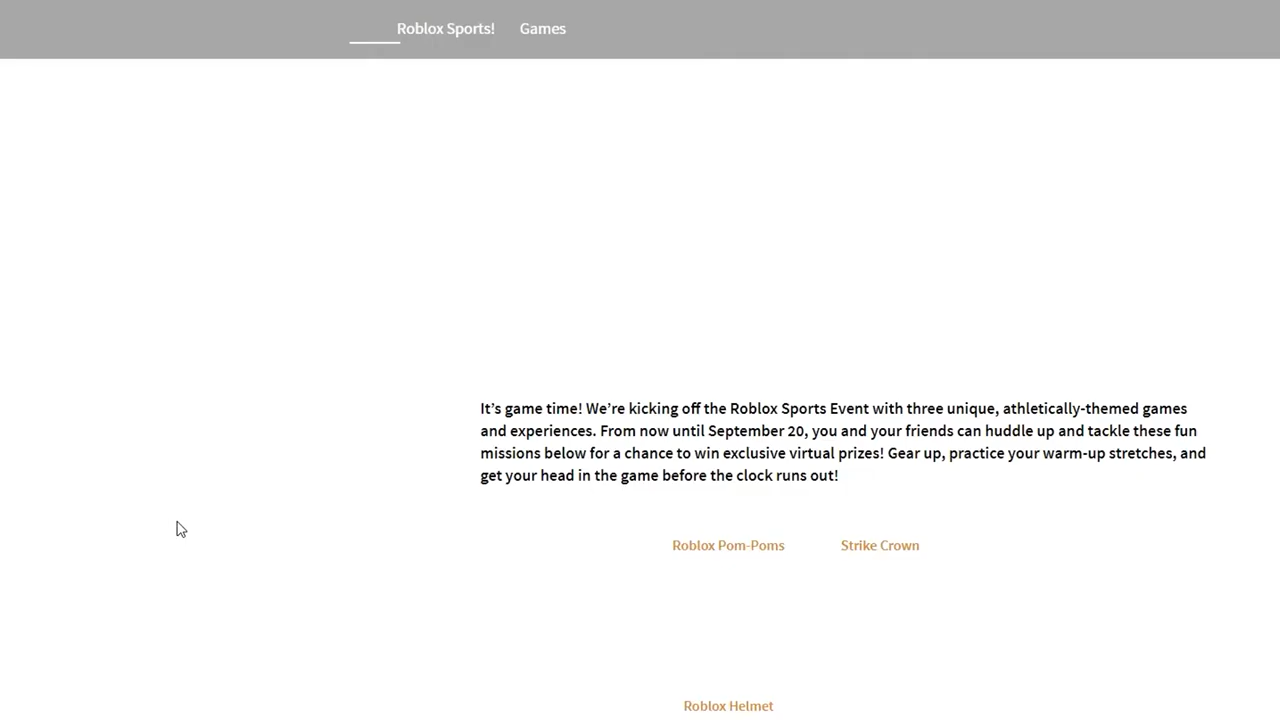 Roblox Sports! Games
It’s game time! We’re kicking off the Roblox Sports Event with three unique, athletically-themed games
and experiences. From now until September 20, you and your friends can huddle up and tackle these fun
missions below for a chance to win exclusive virtual prizes! Gear up, practice your warm-up stretches, and
get your head in the game before the clock runs out!
Roblox Pom-Poms Strike Crown
Roblox Helmet